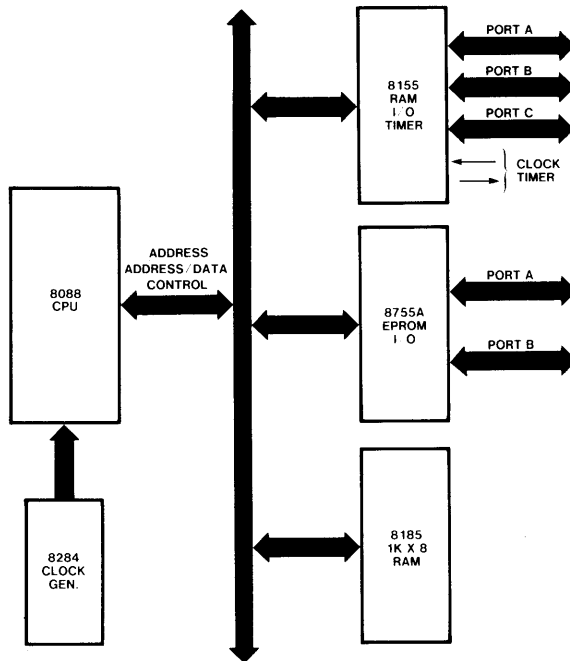 8155
RAM
I/O
TIMER
PORT A
PORT B
PORT C
CLOCK
TIMER
8088
CPU
ADDRESS
ADDRESS/DATA
CONTROL
8755A
EPROM
I/O
PORT A
PORT B
8284
CLOCK
GEN.
8185
1K X 8
RAM